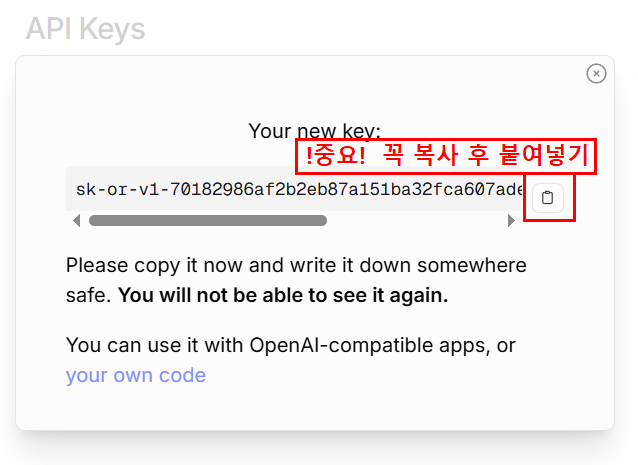 API Keys
Your new key:
!중요! 꼭 복사 후 붙여넣기
sk-or-v1-70182986af2b2eb87a151ba32fca607ade
Please copy it now and write it down somewhere
safe. You will not be able to see it again.
You can use it with OpenAI-compatible apps, or
your own code